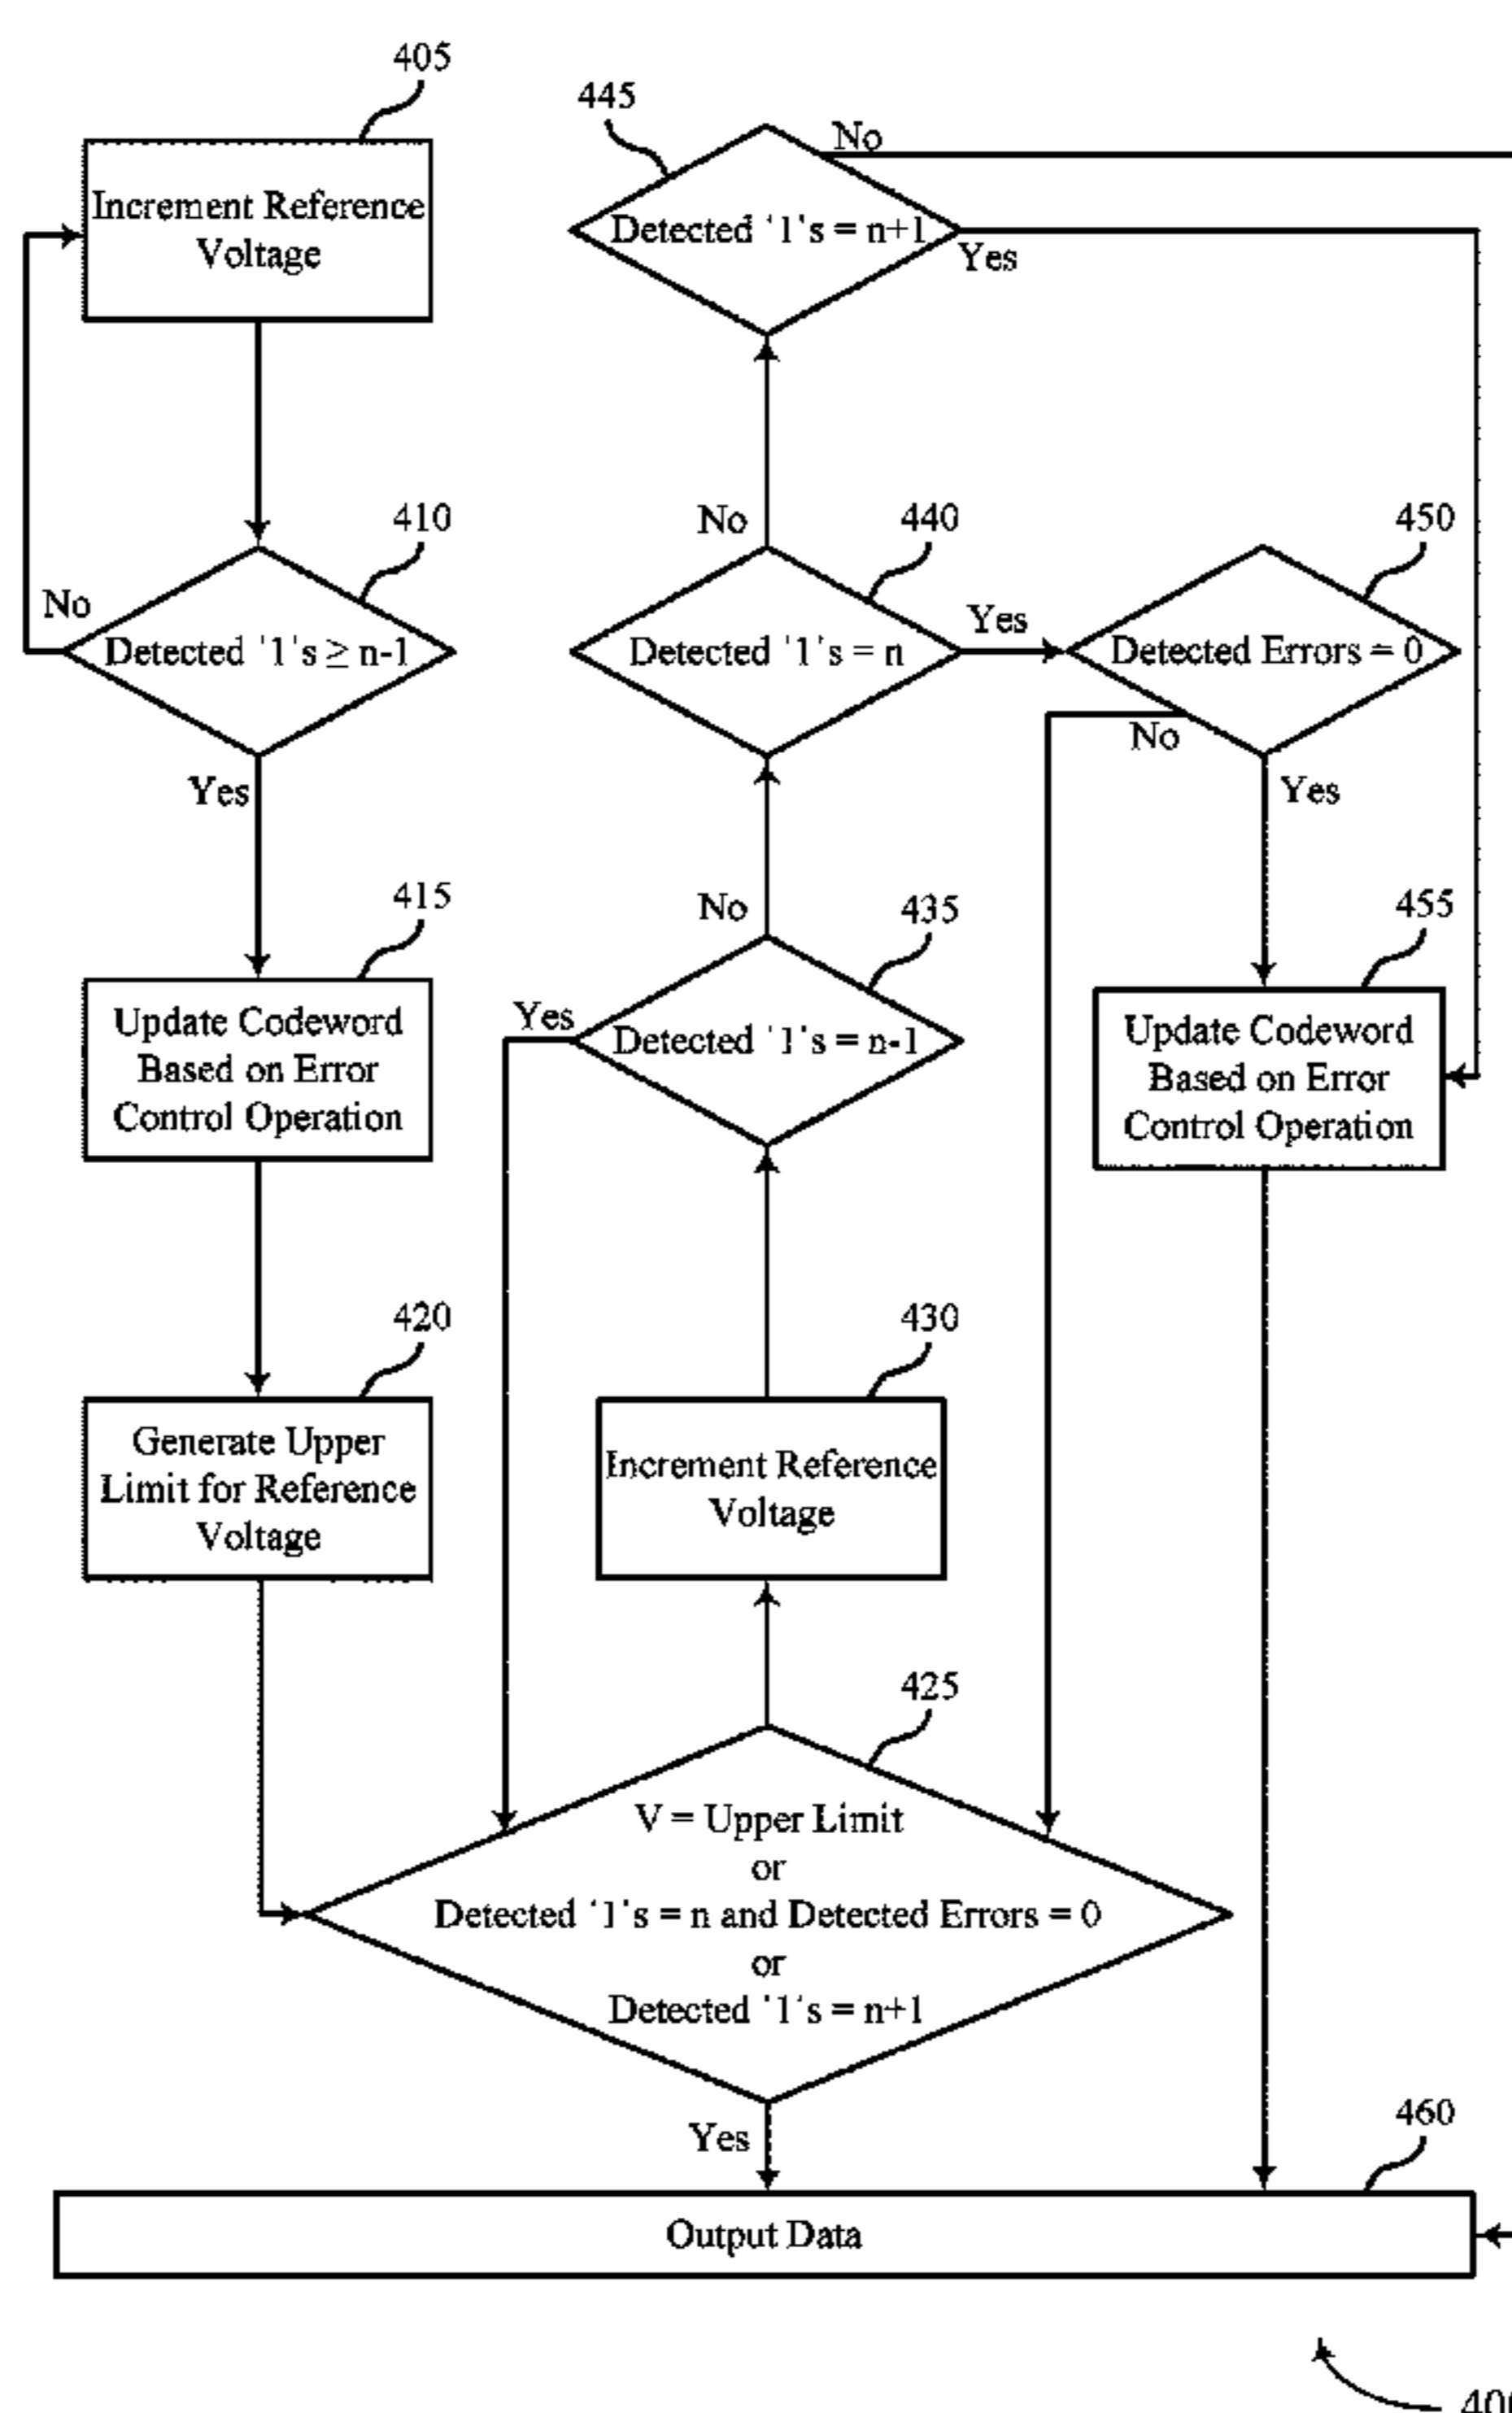 405
Increment Reference
Voltage
410
No
Detected '1's ≥ n-1
Yes
415
Update Codeword
Based on Error
Control Operation
420
Generate Upper
Limit for Reference
Voltage
445
No
Detected '1's = n+1
Yes
No
440
Detected '1's = n
Yes
450
Detected Errors = 0
No
Yes
No
435
Yes
Detected '1's = n-1
455
Update Codeword
Based on Error
Control Operation
430
Increment Reference
Voltage
425
V = Upper Limit
or
Detected '1's = n and Detected Errors = 0
or
Detected '1's = n+1
Yes
460
Output Data